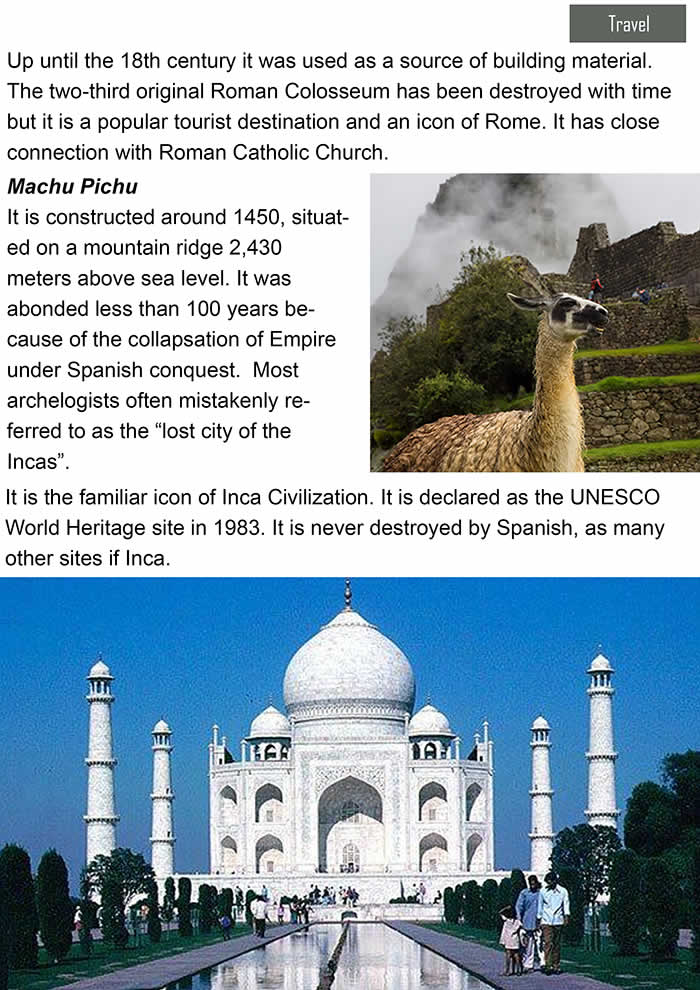 Travel
Up until the 18th century it was used as a source of building material.
The two-third original Roman Colosseum has been destroyed with time
but it is a popular tourist destination and an icon of Rome. It has close
connection with Roman Catholic Church.
Machu Pichu
It is constructed around 1450, situat-
ed on a mountain ridge 2,430
meters above sea level. It was
abonded less than 100 years be-
cause of the collapsation of Empire
under Spanish conquest.  Most
archelogists often mistakenly re-
ferred to as the “lost city of the
Incas”.
It is the familiar icon of Inca Civilization. It is declared as the UNESCO
World Heritage site in 1983. It is never destroyed by Spanish, as many
other sites if Inca.